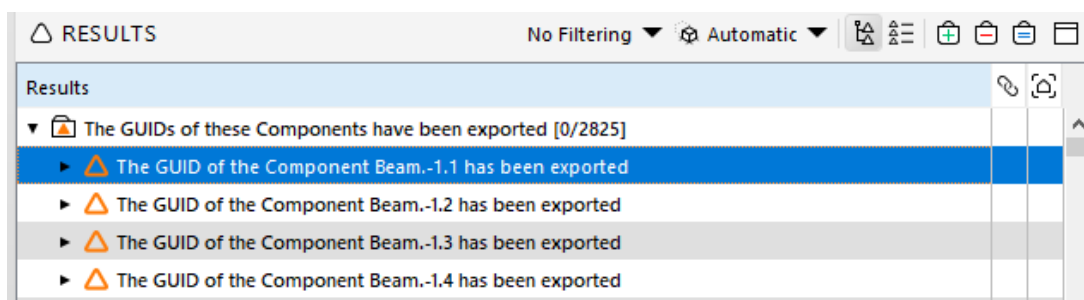 RESULTS No Filtering Automatic
Results
The GUIDs of these Components have been exported [0/2825]
The GUID of the Component Beam.-1.1 has been exported
The GUID of the Component Beam.-1.2 has been exported
The GUID of the Component Beam.-1.3 has been exported
The GUID of the Component Beam.-1.4 has been exported